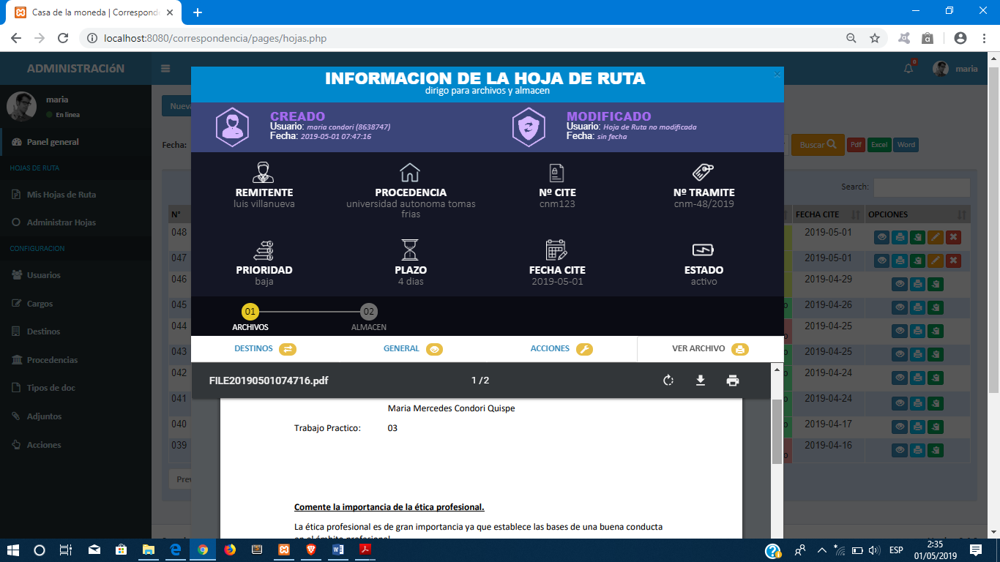 Casa de la moneda | Correspond
localhost:8080/correspondencia/pages/hojas.php
ADMINISTRACIóN
0
maria
maria
En linea
Panel general
HOJAS DE RUTA
Mis Hojas de Ruta
Administrar Hojas
CONFIGURACION
Usuarios
Cargos
Destinos
Procedencias
Tipos de doc
Adjuntos
Acciones
Nueva
Fecha:
Buscar
Pdf
Excel
Word
Search:
N°
FECHA CITE
OPCIONES
048
2019-05-01
047
2019-05-01
046
2019-04-29
045
2019-04-26
044
2019-04-25
043
2019-04-25
042
2019-04-24
041
2019-04-24
040
2019-04-17
039
2019-04-16
INFORMACION DE LA HOJA DE RUTA
dirigo para archivos y almacen
CREADO
Usuario: maria condori (8638747)
Fecha: 2019-05-01 07:47:16
MODIFICADO
Usuario: Hoja de Ruta no modificada
Fecha: sin fecha
REMITENTE
luis villanueva
PROCEDENCIA
universidad autonoma tomas
frias
Nº CITE
cnm123
Nº TRAMITE
cnm-48/2019
PRIORIDAD
baja
PLAZO
4 dias
FECHA CITE
2019-05-01
ESTADO
activo
01
ARCHIVOS
02
ALMACEN
DESTINOS
GENERAL
ACCIONES
VER ARCHIVO
FILE20190501074716.pdf
1 / 2
Maria Mercedes Condori Quispe
Trabajo Practico: 03
Comente la importancia de la ética profesional.
La ética profesional es de gran importancia ya que establece las bases de una buena conducta
en el ámbito profesional
ESP
2:35
01/05/2019